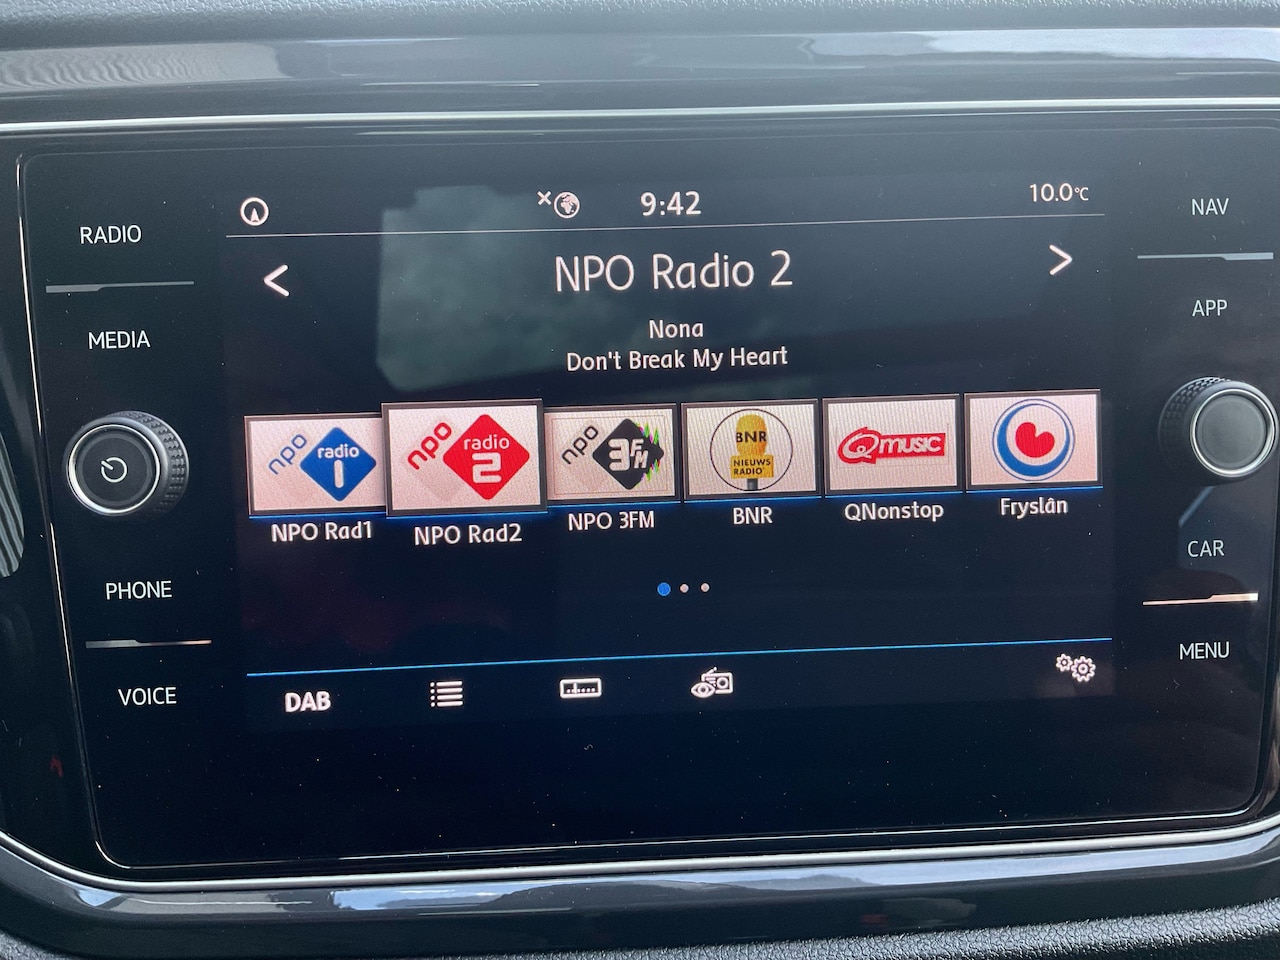 RADIO
MEDIA
PHONE
VOICE
9:42
10.0°C
NPO Radio 2
Nona
Don't Break My Heart
npo radio 1
npo radio 2
npo 3FM
BNR NIEUWS RADIO
Qmusic
NPO Rad1
NPO Rad2
NPO 3FM
BNR
QNonstop
Fryslân
DAB
NAV
APP
CAR
MENU